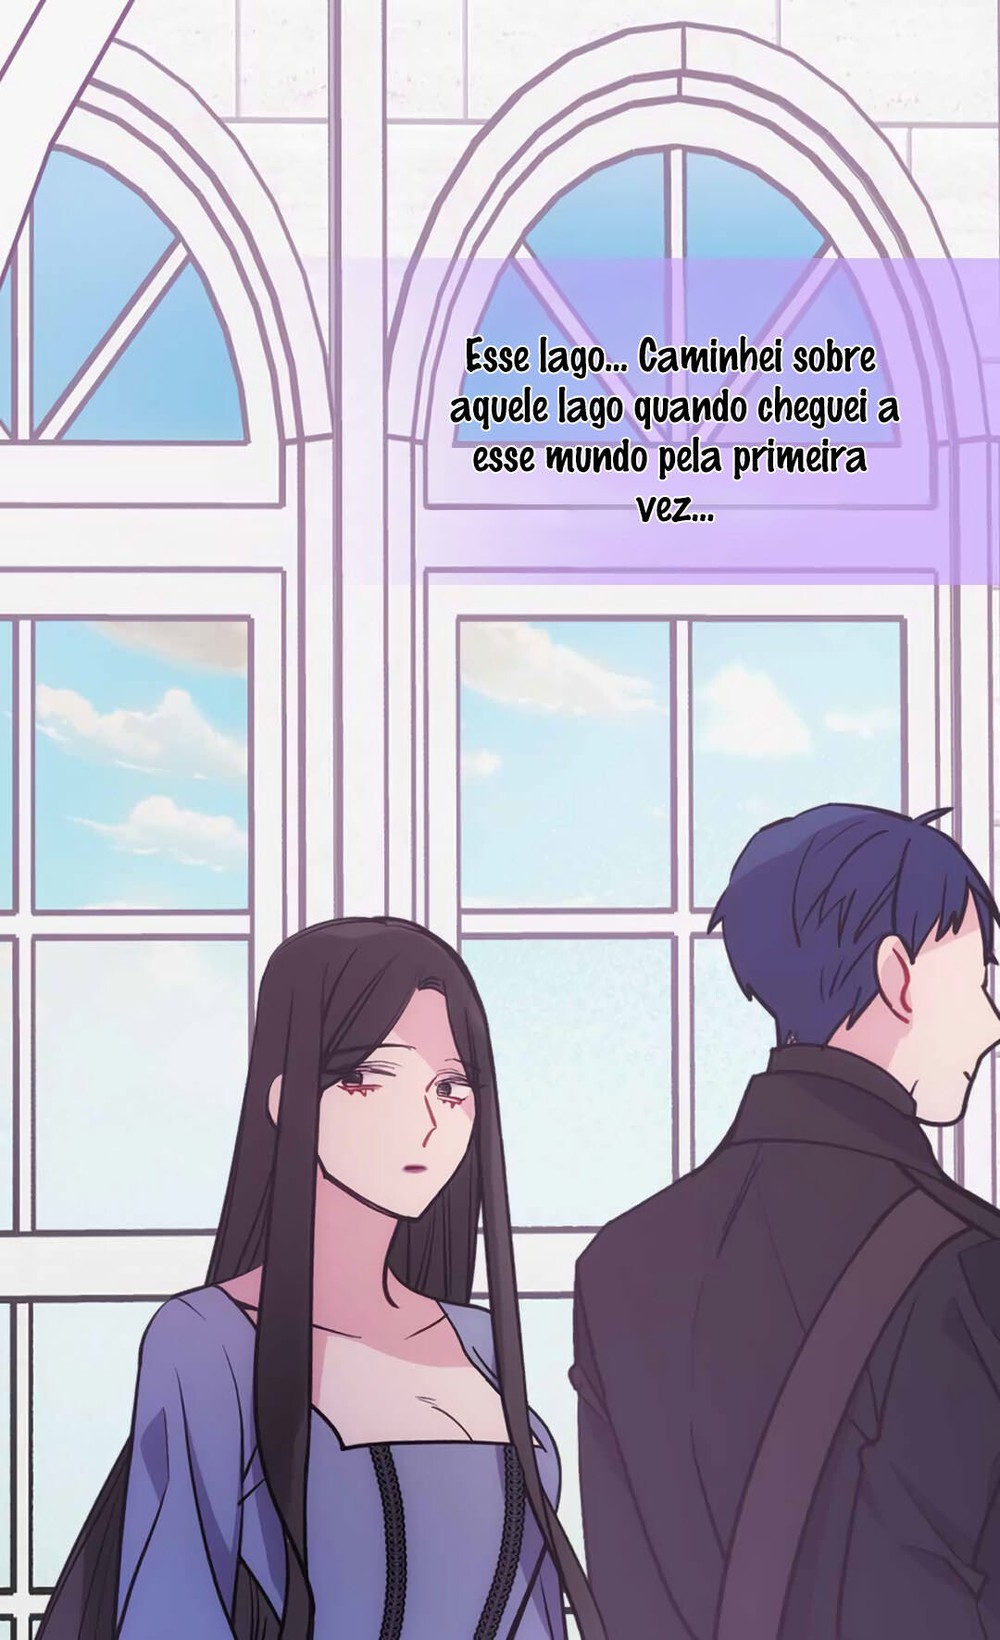 Esse lago... Caminhei sobre
aquele lago quando cheguei a
esse mundo pela primeira
vez...